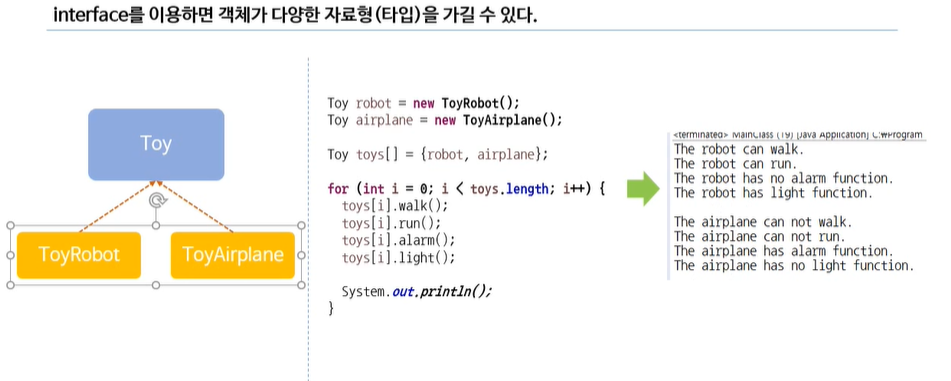 interface를 이용하면 객체가 다양한 자료형(타입)을 가길 수 있다.
Toy
ToyRobot
ToyAirplane
Toy robot = new ToyRobot();
Toy airplane = new ToyAirplane();
Toy toys[] = {robot, airplane};
for (int i = 0; i < toys.length; i++) {
toys[i].walk();
toys[i].run();
toys[i].alarm();
toys[i].light();
System.out.println();
}
<terminated> MainClass (19) [Java Application] C:￦Program
The robot can walk.
The robot can run.
The robot has no alarm function.
The robot has light function.
The airplane can not walk.
The airplane can not run.
The airplane has alarm function.
The airplane has no light function.